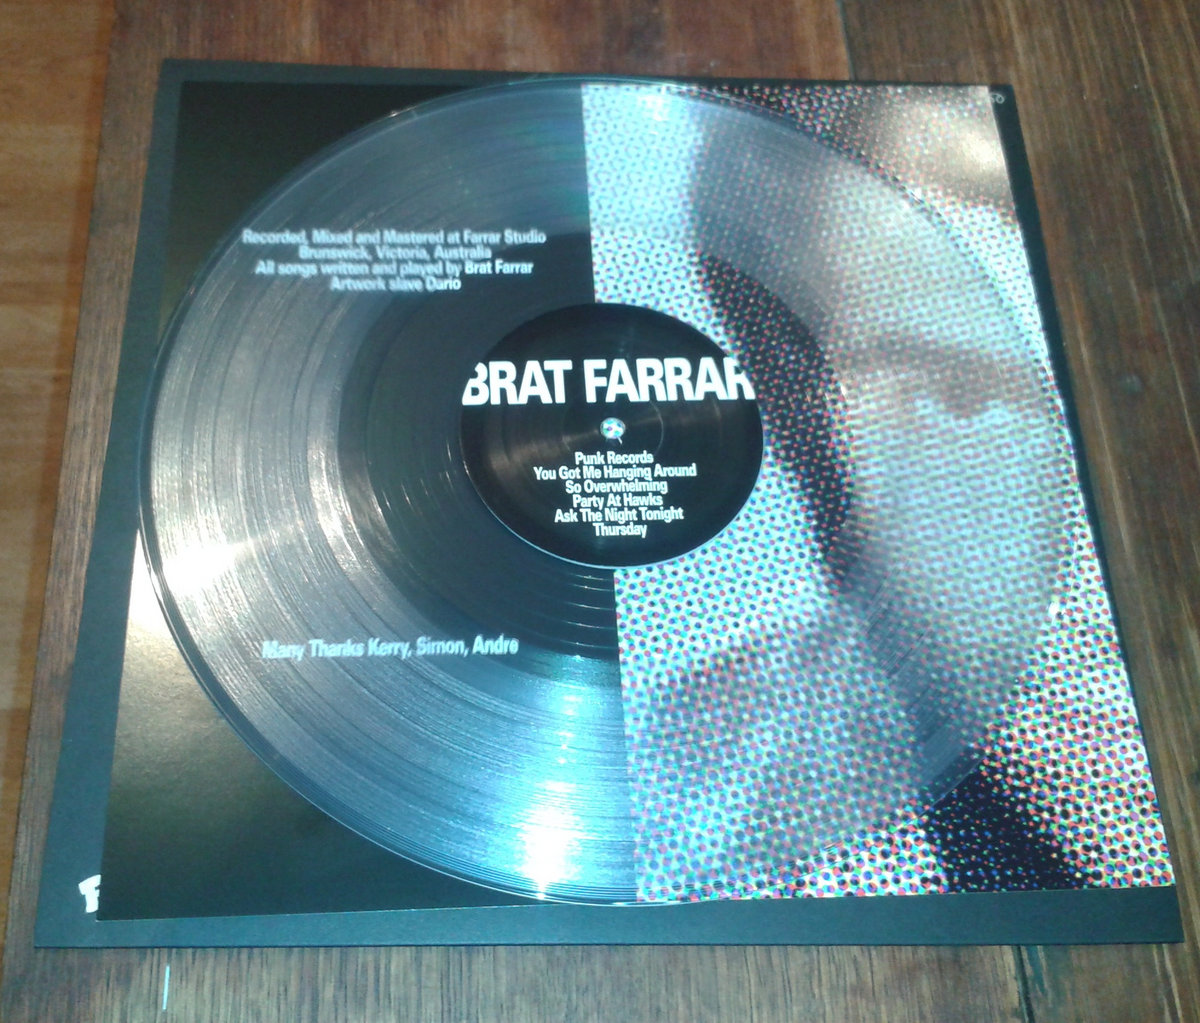 Recorded, Mixed and Mastered at Farrar Studio
Brunswick, Victoria, Australia
All songs written and played by Brat Farrar
Artwork slave Dario
BRAT FARRAR
Punk Records
You Got Me Hanging Around
So Overwhelming
Party At Hawks
Ask The Night Tonight
Thursday
Many Thanks Kerry, Simon, Andre